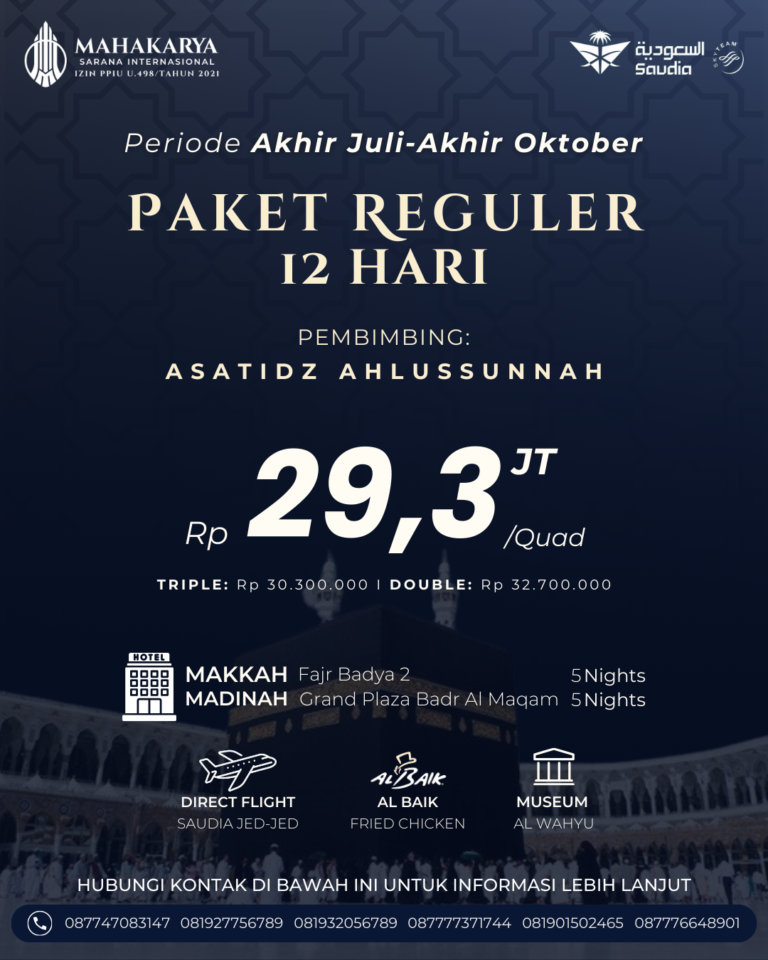 MAHAKARYA
SARANA INTERNASIONAL
IZIN PPIU U.498/TAHUN 2021
السعودية
Saudia
SKYTEAM
Periode Akhir Juli-Akhir Oktober
PAKET REGULER
12 HARI
PEMBIMBING:
ASATIDZ AHLUSSUNNAH
Rp 29,3 JT /Quad
TRIPLE: Rp 30.300.000 I DOUBLE: Rp 32.700.000
HOTEL
MAKKAH Fajr Badya 2 5 Nights
MADINAH Grand Plaza Badr Al Maqam 5 Nights
AL BAIK
DIRECT FLIGHT
SAUDIA JED-JED
AL BAIK
FRIED CHICKEN
MUSEUM
AL WAHYU
HUBUNGI KONTAK DI BAWAH INI UNTUK INFORMASI LEBIH LANJUT
087747083147 081927756789 081932056789 087777371744 081901502465 087776648901